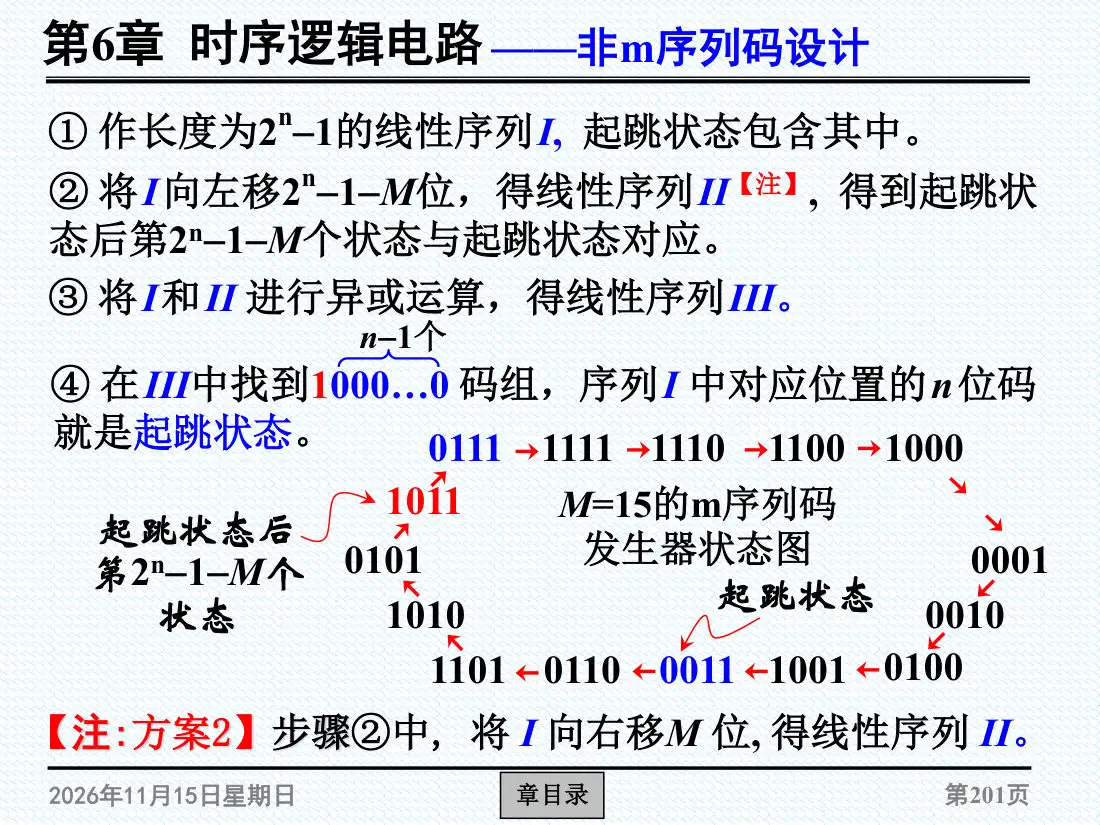 第6章 时序逻辑电路 ——非m序列码设计
① 作长度为2ⁿ–1的线性序列I, 起跳状态包含其中。
② 将I向左移2ⁿ–1–M位，得线性序列II【注】, 得到起跳状
态后第2ⁿ–1–M个状态与起跳状态对应。
③ 将I和II 进行异或运算，得线性序列III。
n–1个
④ 在III中找到1000…0 码组，序列I 中对应位置的n位码
就是起跳状态。
0111 →1111 →1110 →1100 →1000
1011 M=15的m序列码
起跳状态后 发生器状态图
第2ⁿ–1–M个 0101 0001
状态 1010 起跳状态 0010
1101 ←0110 ←0011 ←1001 ←0100
【注:方案2】步骤②中, 将 I 向右移M 位, 得线性序列 II。
2026年11月15日星期日 章目录 第201页